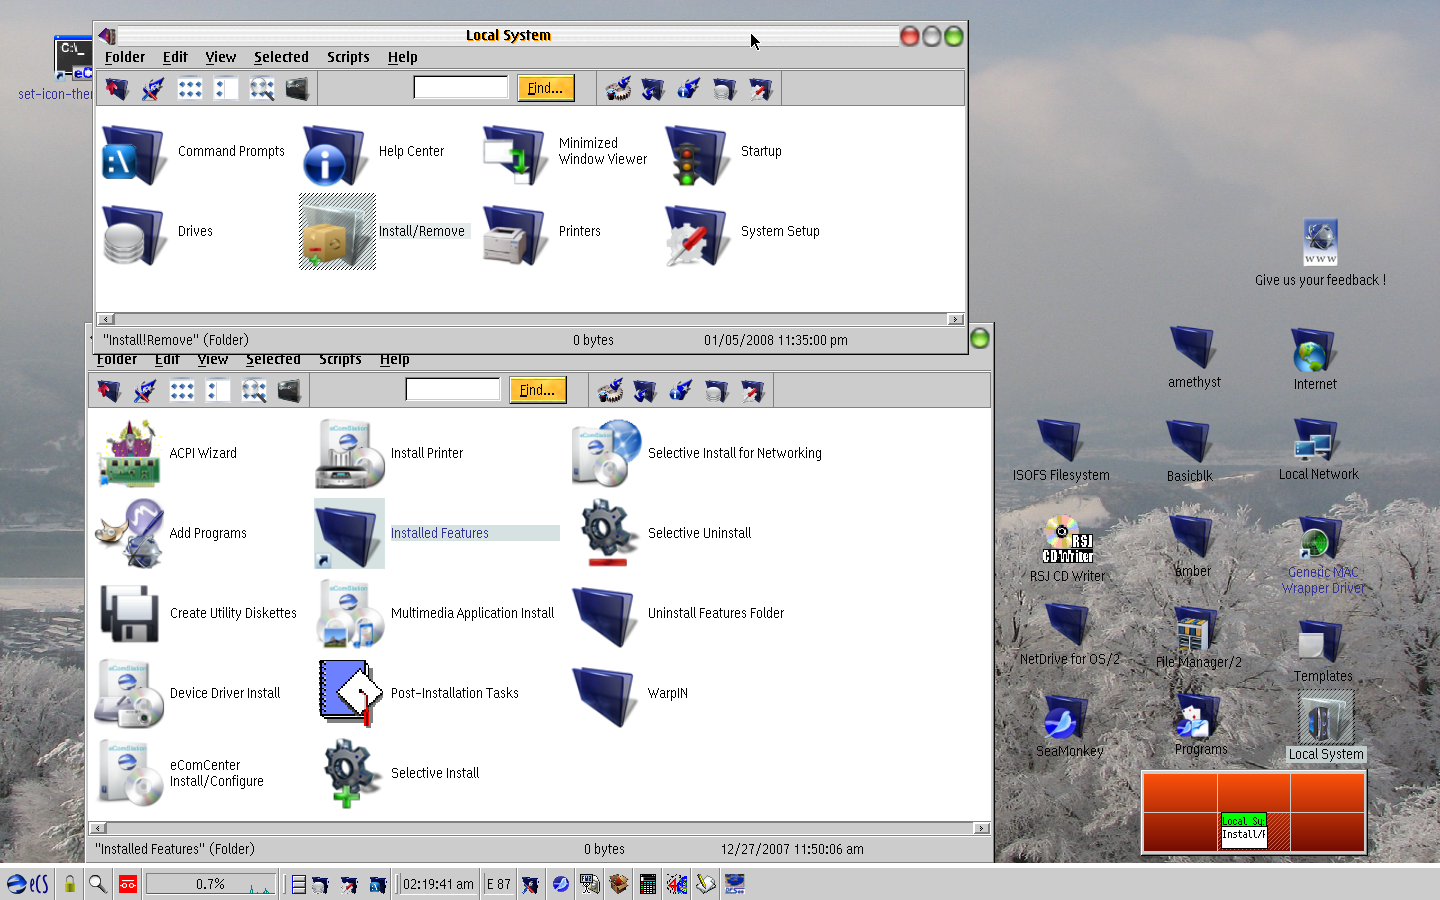 C:\_
eC
set-icon-the
Local System
Folder Edit View Selected Scripts Help
Find...
Command Prompts
Help Center
Minimized
Window Viewer
Startup
Drives
Install/Remove
Printers
System Setup
"Install!Remove" (Folder)
0 bytes
01/05/2008 11:35:00 pm
Folder Edit View Selected Scripts Help
Find...
ACPI Wizard
Install Printer
Selective Install for Networking
Add Programs
Installed Features
Selective Uninstall
Create Utility Diskettes
Multimedia Application Install
Uninstall Features Folder
Device Driver Install
Post-Installation Tasks
WarpIN
eComCenter
Install/Configure
Selective Install
"Installed Features" (Folder)
0 bytes
12/27/2007 11:50:06 am
WWW
Give us your feedback !
amethyst
Internet
ISOFS Filesystem
Basicblk
Local Network
RSJ
CD Writer
RSJ CD Writer
amber
Generic MAC
Wrapper Driver
NetDrive for OS/2
File Manager/2
Templates
SeaMonkey
Programs
Local System
Local Sy
Install/
eCS
0.7%
02:19:41 am
E 87